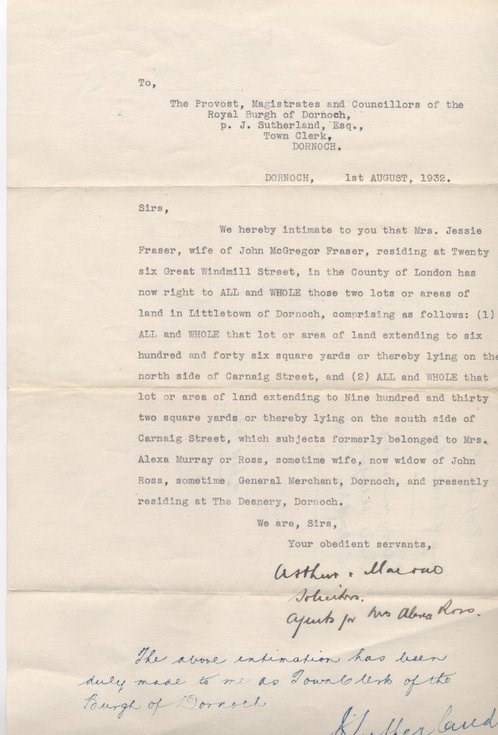 To,
The Provost, Magistrates and Councillors of the
Royal Burgh of Dornoch,
p. J. Sutherland, Esq.,
Town Clerk,
DORNOCH.
DORNOCH, 1st AUGUST, 1932.
Sirs,
We hereby intimate to you that Mrs. Jessie
Fraser, wife of John McGregor Fraser, residing at Twenty
six Great Windmill Street, in the County of London has
now right to ALL and WHOLE those two lots or areas of
land in Littletown of Dornoch, comprising as follows: (1)
ALL and WHOLE that lot or area of land extending to six
hundred and forty six square yards or thereby lying on the
north side of Carnaig Street, and (2) ALL and WHOLE that
lot or area of land extending to Nine hundred and thirty
two square yards or thereby lying on the south side of
Carnaig Street, which subjects formerly belonged to Mrs.
Alexa Murray or Ross, sometime wife, now widow of John
Ross, sometime General Merchant, Dornoch, and presently
residing at The Deanery, Dornoch.
We are, Sirs,
Your obedient servants,
Arthur &
Solicitors.
Agents for Mrs Alexa Ross.
The above intimation has been
duly made to me as Town Clerk of the
Burgh of Dornoch
J Sutherland